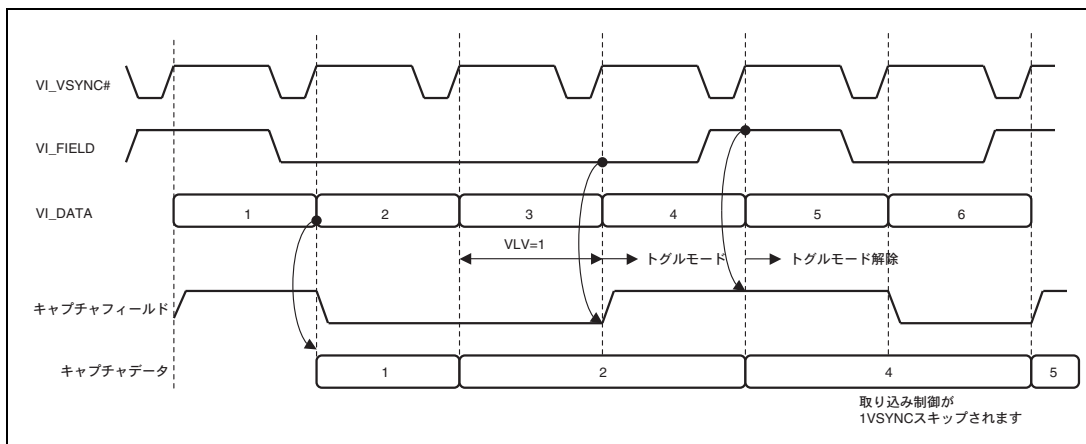 VI_VSYNC#
VI_FIELD
VI_DATA 1 2 3 4 5 6
VLV=1 トグルモード トグルモード解除
キャプチャフィールド
キャプチャデータ 1 2 4 5
取り込み制御が
1VSYNCスキップされます